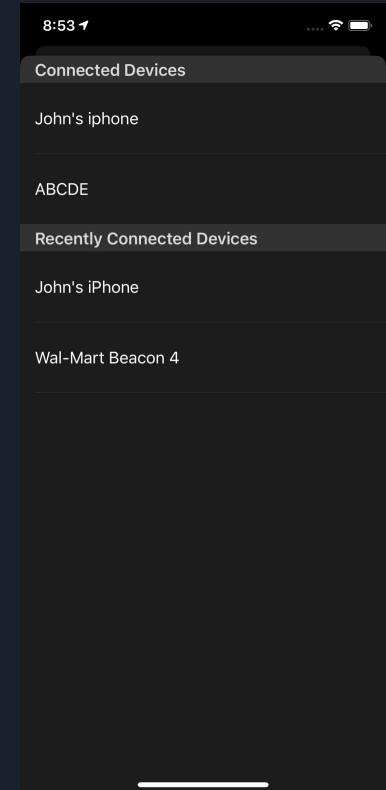 8:53
Connected Devices
John's iphone
ABCDE
Recently Connected Devices
John's iPhone
Wal-Mart Beacon 4